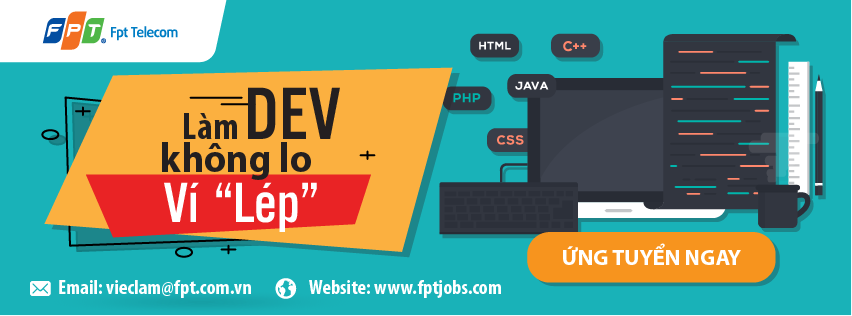 FPT Fpt Telecom
Làm DEV
không lo
Ví “Lép”
HTML
C++
JAVA
PHP
CSS
ỨNG TUYỂN NGAY
Email: vieclam@fpt.com.vn
Website: www.fptjobs.com